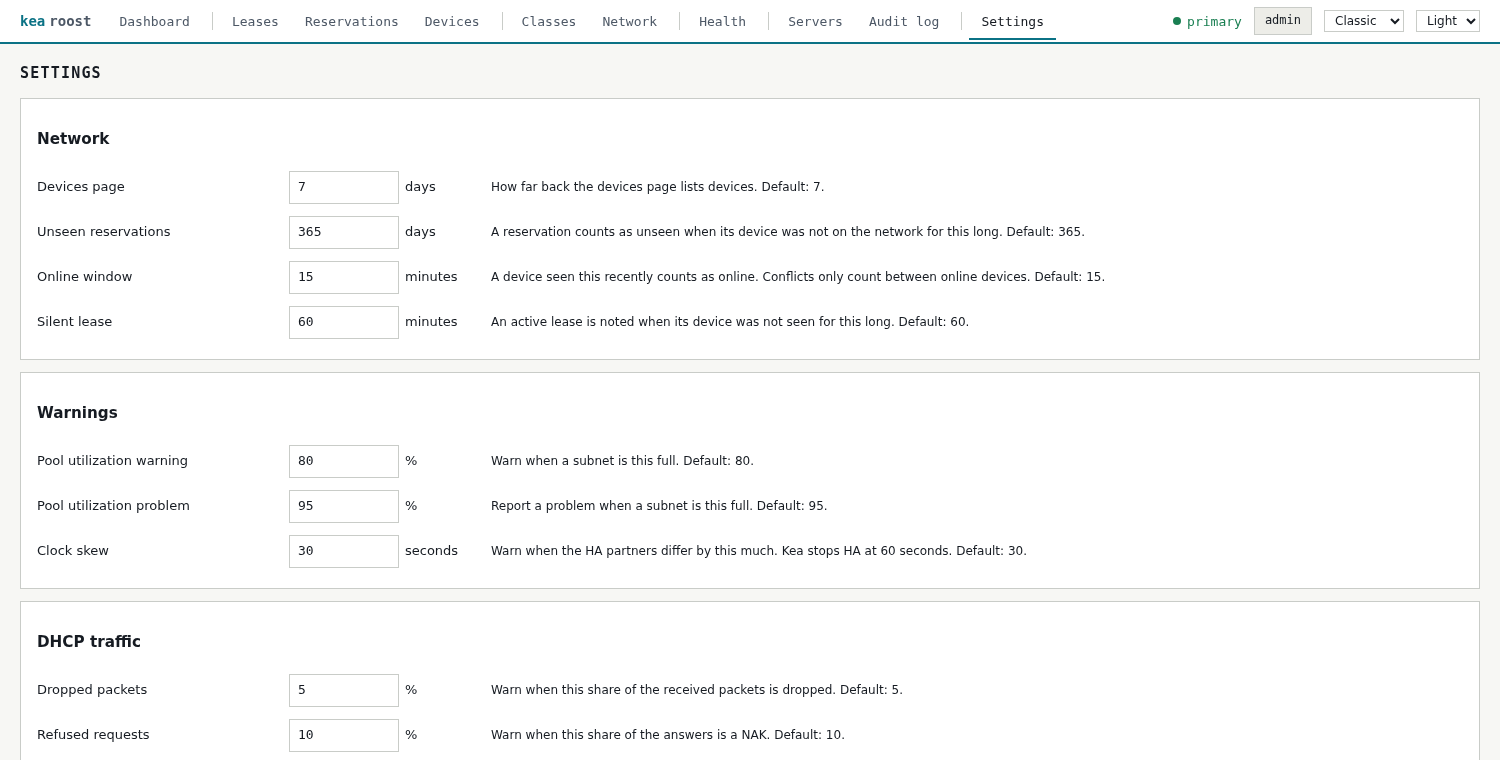 kea roost Dashboard Leases Reservations Devices Classes Network Health Servers Audit log Settings primary admin Classic Light
SETTINGS
Network
Devices page 7 days How far back the devices page lists devices. Default: 7.
Unseen reservations 365 days A reservation counts as unseen when its device was not on the network for this long. Default: 365.
Online window 15 minutes A device seen this recently counts as online. Conflicts only count between online devices. Default: 15.
Silent lease 60 minutes An active lease is noted when its device was not seen for this long. Default: 60.
Warnings
Pool utilization warning 80 % Warn when a subnet is this full. Default: 80.
Pool utilization problem 95 % Report a problem when a subnet is this full. Default: 95.
Clock skew 30 seconds Warn when the HA partners differ by this much. Kea stops HA at 60 seconds. Default: 30.
DHCP traffic
Dropped packets 5 % Warn when this share of the received packets is dropped. Default: 5.
Refused requests 10 % Warn when this share of the answers is a NAK. Default: 10.